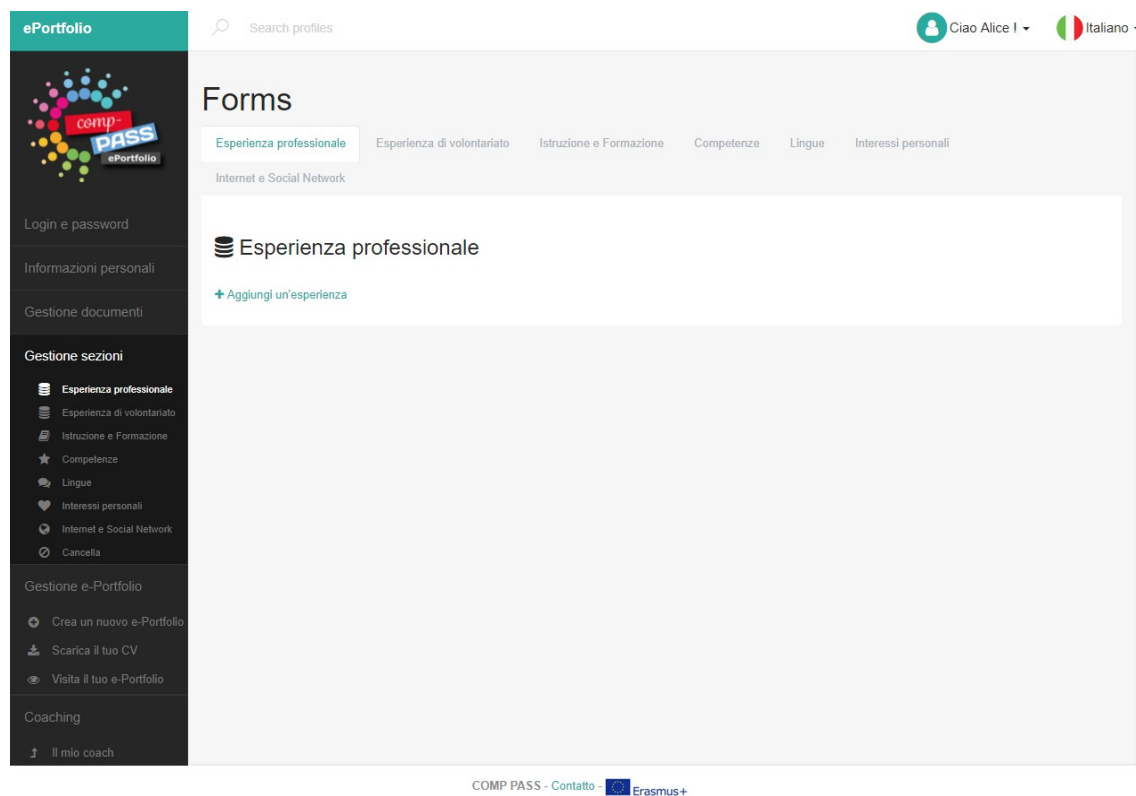 ePortfolio
Search profiles
Ciao Alice !
Italiano
comp-
PASS
ePortfolio
Login e password
Informazioni personali
Gestione documenti
Gestione sezioni
Esperienza professionale
Esperienza di volontariato
Istruzione e Formazione
Competenze
Lingue
Interessi personali
Internet e Social Network
Cancella
Gestione e-Portfolio
Crea un nuovo e-Portfolio
Scarica il tuo CV
Visita il tuo e-Portfolio
Coaching
Il mio coach
Forms
Esperienza professionale Esperienza di volontariato Istruzione e Formazione Competenze Lingue Interessi personali
Internet e Social Network
Esperienza professionale
+ Aggiungi un'esperienza
COMP PASS - Contatto - Erasmus+